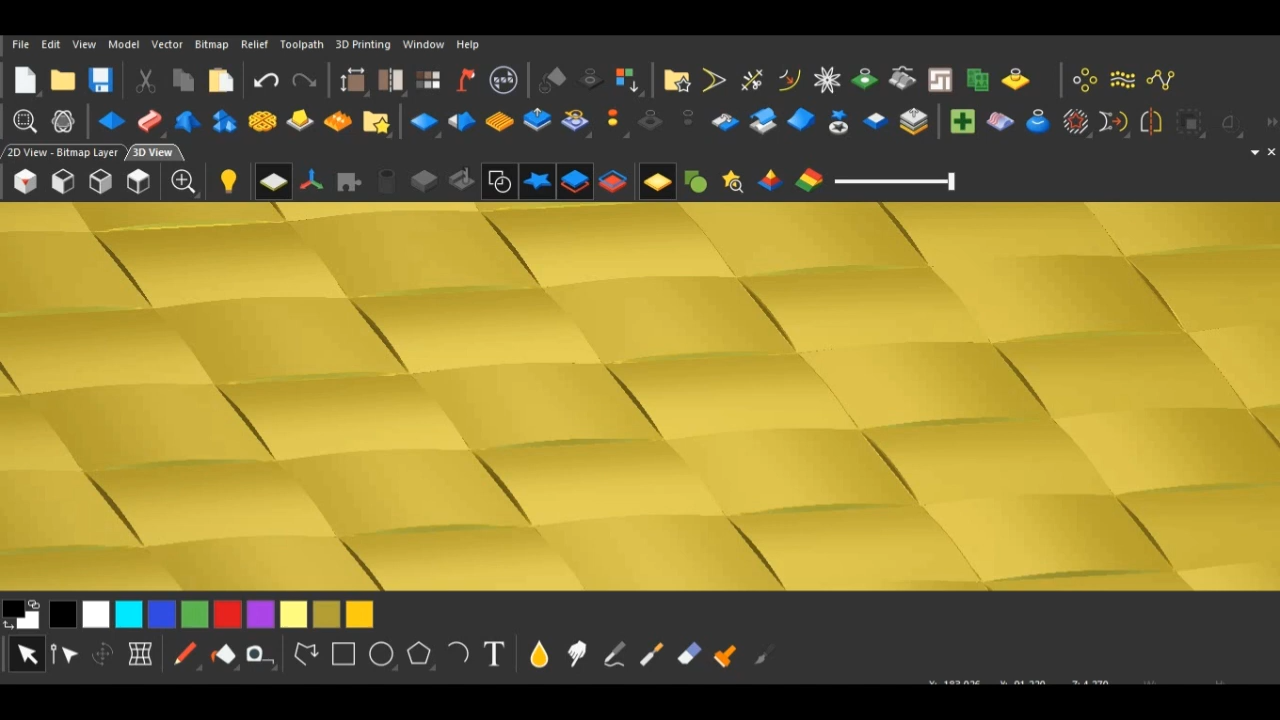 File Edit View Model Vector Bitmap Relief Toolpath 3D Printing Window Help
2D View - Bitmap Layer 3D View
T